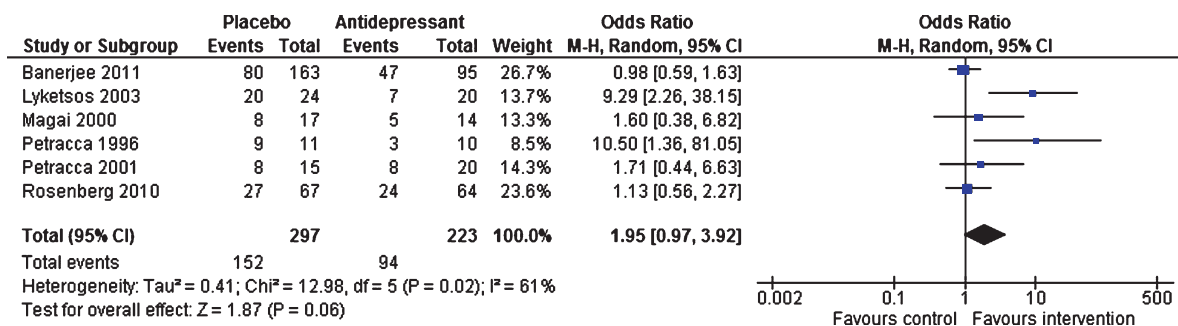 Placebo Antidepressant Odds Ratio Odds Ratio
Study or Subgroup Events Total Events Total Weight M-H, Random, 95% CI M-H, Random, 95% CI
Banerjee 2011 80 163 47 95 26.7% 0.98 [0.59, 1.63]
Lyketsos 2003 20 24 7 20 13.7% 9.29 [2.26, 38.15]
Magai 2000 8 17 5 14 13.3% 1.60 [0.38, 6.82]
Petracca 1996 9 11 3 10 8.5% 10.50 [1.36, 81.05]
Petracca 2001 8 15 8 20 14.3% 1.71 [0.44, 6.63]
Rosenberg 2010 27 67 24 64 23.6% 1.13 [0.56, 2.27]
Total (95% CI) 297 223 100.0% 1.95 [0.97, 3.92]
Total events 152 94
Heterogeneity: Tau² = 0.41; Chi² = 12.98, df = 5 (P = 0.02); I² = 61%
Test for overall effect: Z = 1.87 (P = 0.06)
0.002 0.1 1 10 500
Favours control Favours intervention